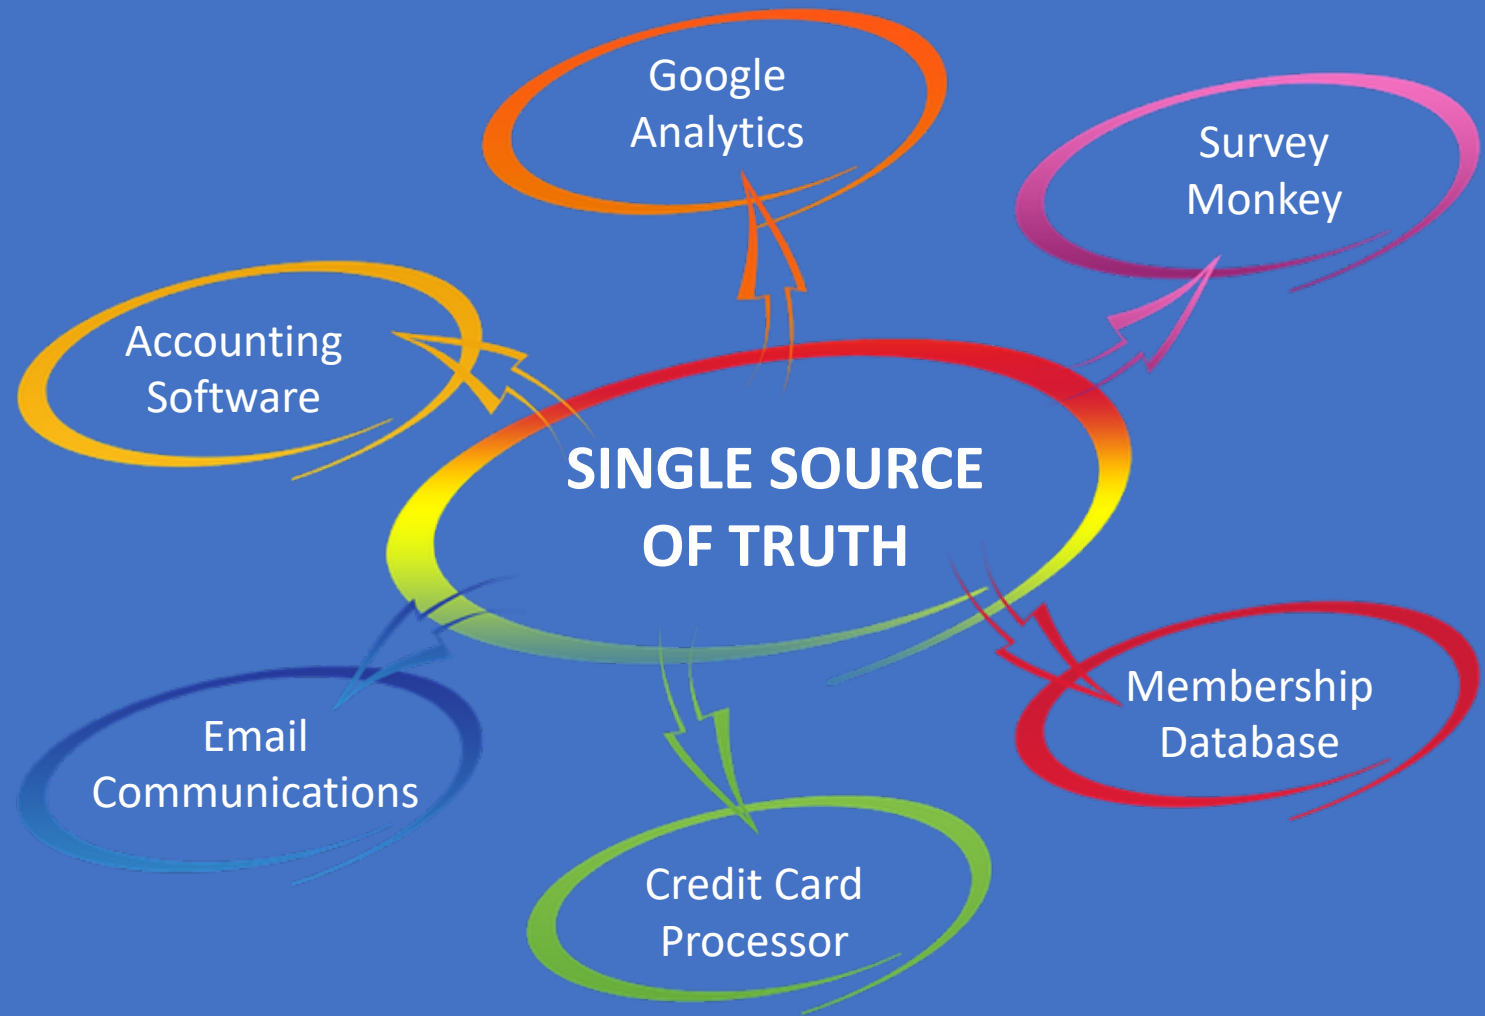 Google
Analytics
Survey
Monkey
Accounting
Software
SINGLE SOURCE
OF TRUTH
Membership
Database
Email
Communications
Credit Card
Processor